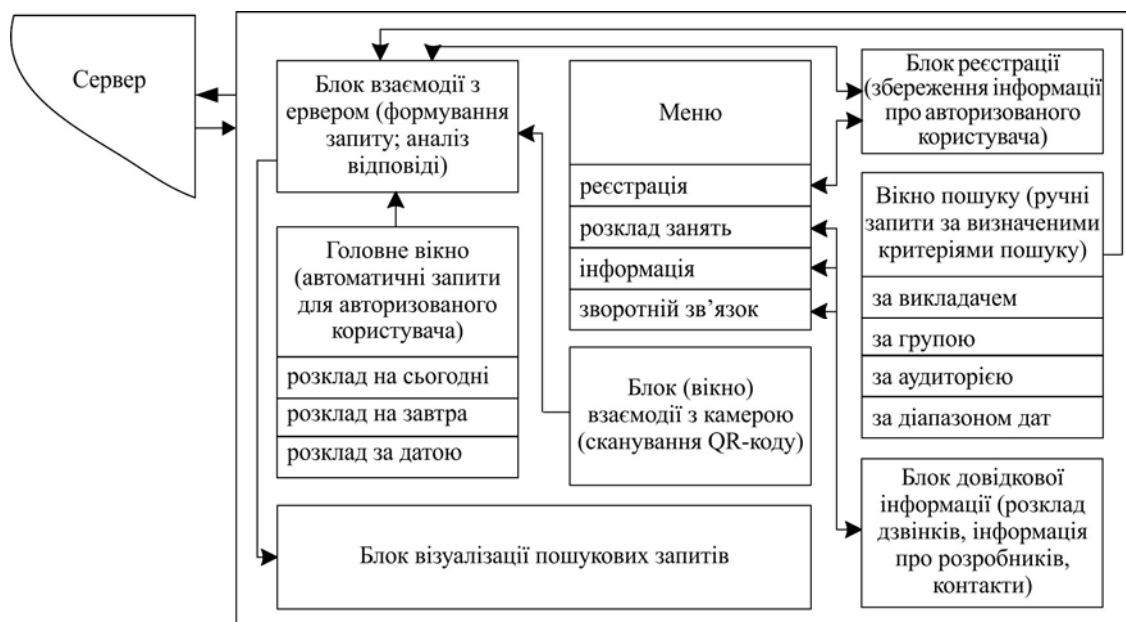 Сервер
Блок взаємодії з
ервером (формування
запиту; аналіз
відповіді)
Головне вікно
(автоматичні запити
для авторизованого
користувача)
розклад на сьогодні
розклад на завтра
розклад за датою
Меню
реєстрація
розклад занять
інформація
зворотній зв’язок
Блок (вікно)
взаємодії з камерою
(сканування QR-коду)
Блок реєстрації
(збереження інформації
про авторизованого
користувача)
Вікно пошуку (ручні
запити за визначеними
критеріями пошуку)
за викладачем
за групою
за аудиторією
за діапазоном дат
Блок довідкової
інформації (розклад
дзвінків, інформація
про розробників,
контакти)
Блок візуалізації пошукових запитів